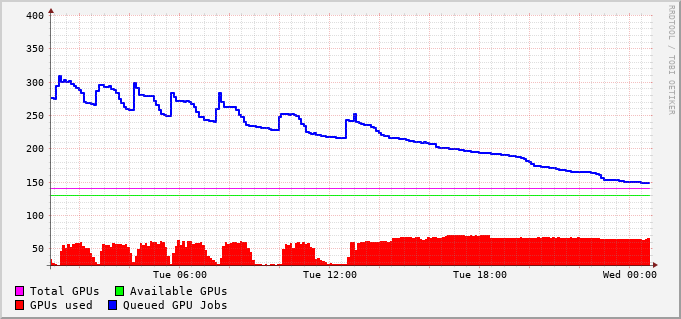 400
350
300
250
200
150
100
50
Tue 06:00 Tue 12:00 Tue 18:00 Wed 00:00
Total GPUs Available GPUs
GPUs used Queued GPU Jobs
RRDTOOL / TOBI OETIKER